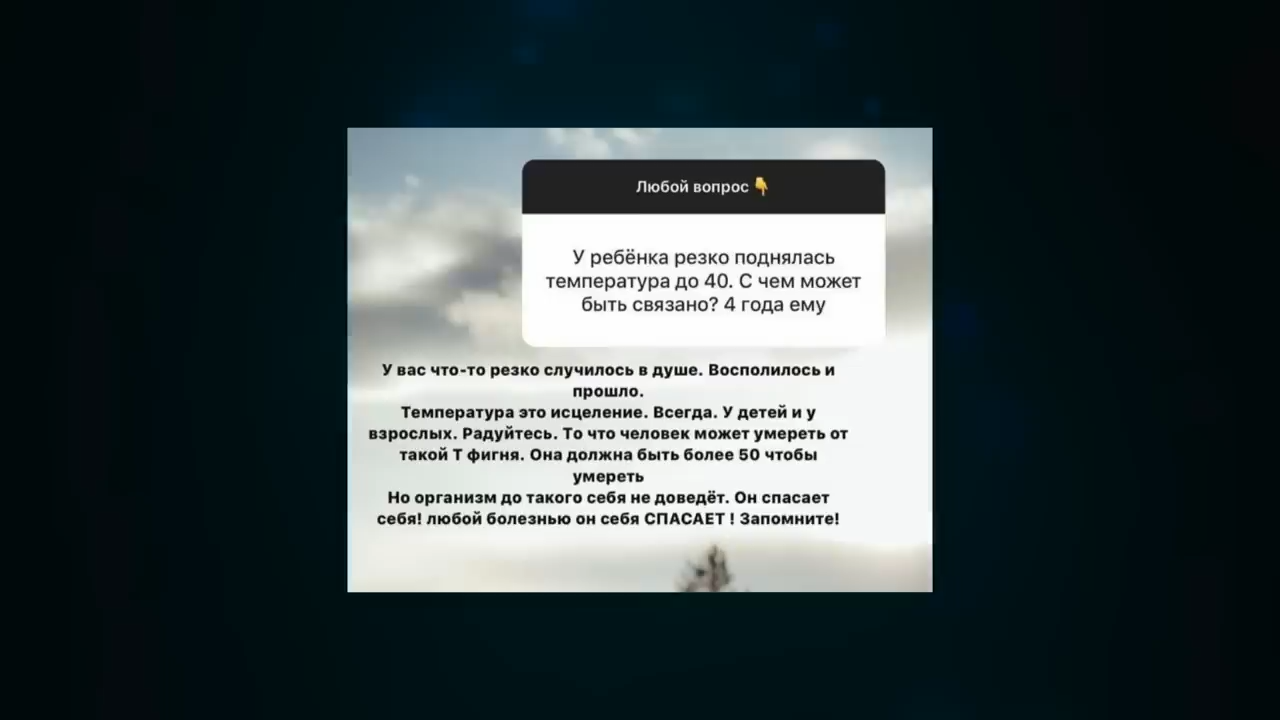 Любой вопрос 👇
У ребёнка резко поднялась
температура до 40. С чем может
быть связано? 4 года ему
У вас что-то резко случилось в душе. Восполилось и
прошло.
Температура это исцеление. Всегда. У детей и у
взрослых. Радуйтесь. То что человек может умереть от
такой Т фигня. Она должна быть более 50 чтобы
умереть
Но организм до такого себя не доведёт. Он спасает
себя! любой болезнью он себя СПАСАЕТ ! Запомните!